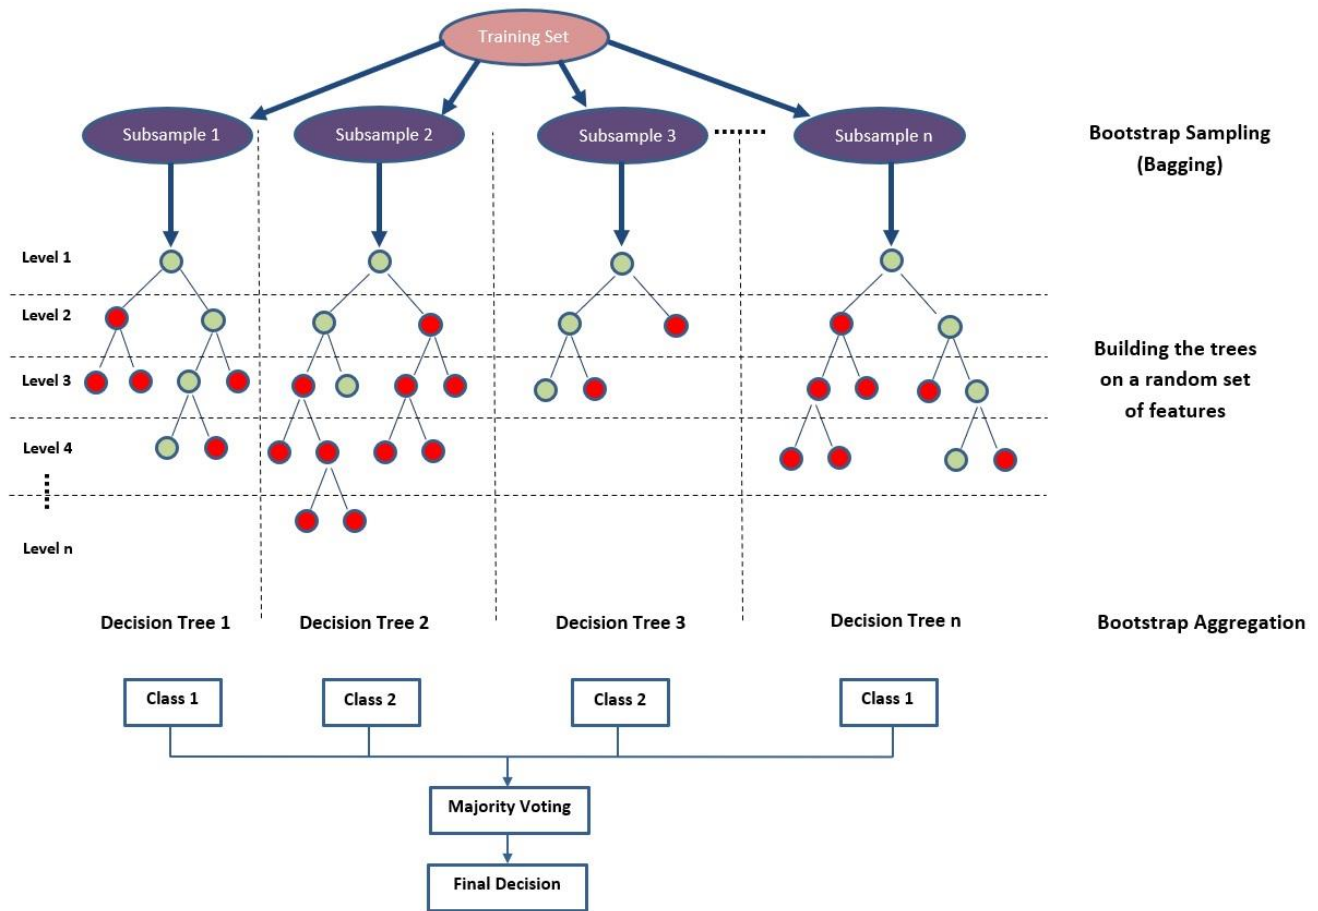 Training Set
Subsample 1
Subsample 2
Subsample 3
Subsample n
Bootstrap Sampling
(Bagging)
Level 1
Level 2
Level 3
Level 4
Level n
Building the trees
on a random set
of features
Decision Tree 1
Decision Tree 2
Decision Tree 3
Decision Tree n
Bootstrap Aggregation
Class 1
Class 2
Class 2
Class 1
Majority Voting
Final Decision